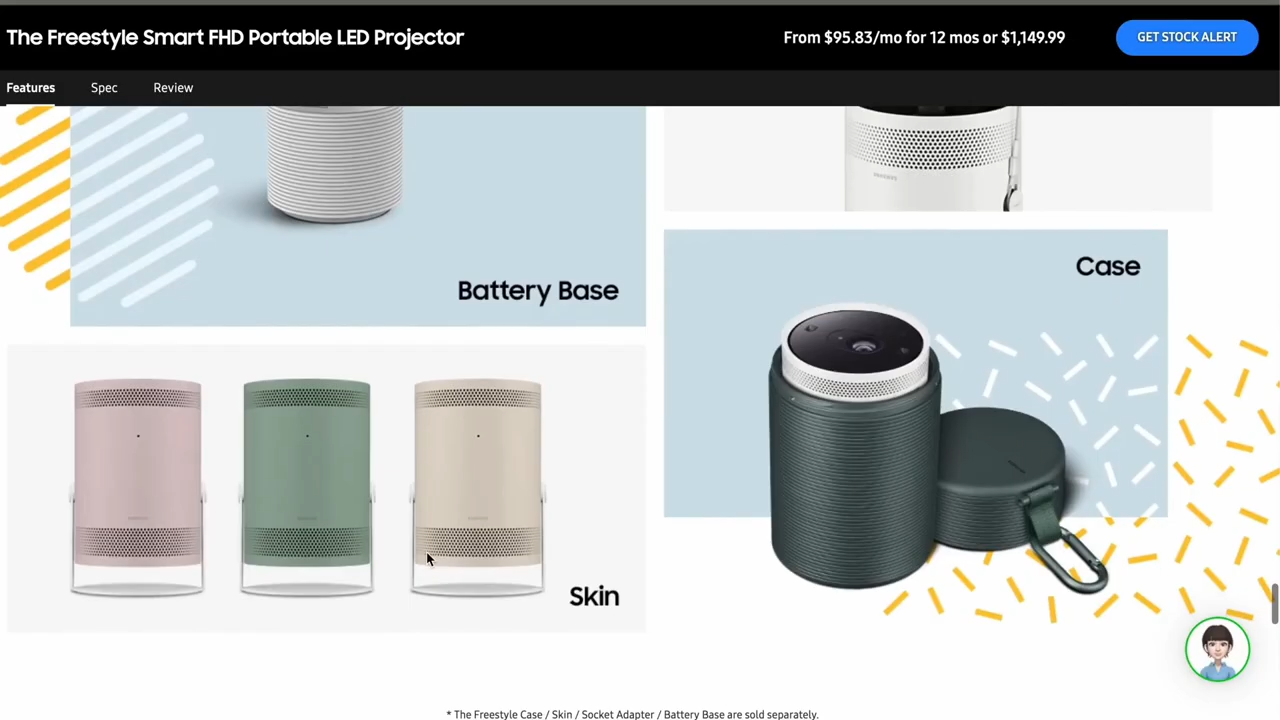 The Freestyle Smart FHD Portable LED Projector
From $95.83/mo for 12 mos or $1,149.99
GET STOCK ALERT
Features
Spec
Review
Battery Base
SAMSUNG
Case
Skin
* The Freestyle Case / Skin / Socket Adapter / Battery Base are sold separately.